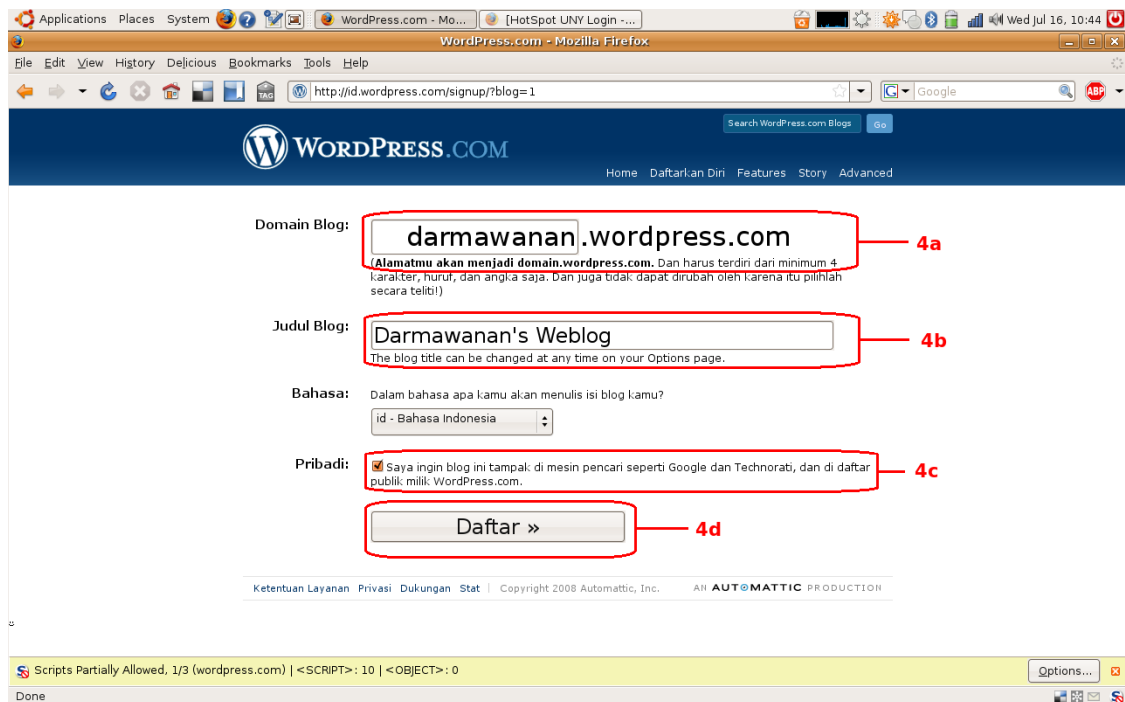 Applications Places System WordPress.com - Mo... [HotSpot UNY Login -... Wed Jul 16, 10:44
WordPress.com - Mozilla Firefox
File Edit View History Delicious Bookmarks Tools Help
TAG http://id.wordpress.com/signup/?blog=1 G Google ABP
Search WordPress.com Blogs Go
WORDPRESS.COM
Home Daftarkan Diri Features Story Advanced
Domain Blog: darmawanan .wordpress.com 4a
(Alamatmu akan menjadi domain.wordpress.com. Dan harus terdiri dari minimum 4
karakter, huruf, dan angka saja. Dan juga tidak dapat dirubah oleh karena itu pilihlah
secara teliti!)
Judul Blog: Darmawanan's Weblog 4b
The blog title can be changed at any time on your Options page.
Bahasa: Dalam bahasa apa kamu akan menulis isi blog kamu?
id - Bahasa Indonesia
Pribadi: Saya ingin blog ini tampak di mesin pencari seperti Google dan Technorati, dan di daftar 4c
publik milik WordPress.com.
Daftar » 4d
Ketentuan Layanan Privasi Dukungan Stat | Copyright 2008 Automattic, Inc. AN AUTOMATTIC PRODUCTION
Scripts Partially Allowed, 1/3 (wordpress.com) | <SCRIPT>: 10 | <OBJECT>: 0 Options...
Done